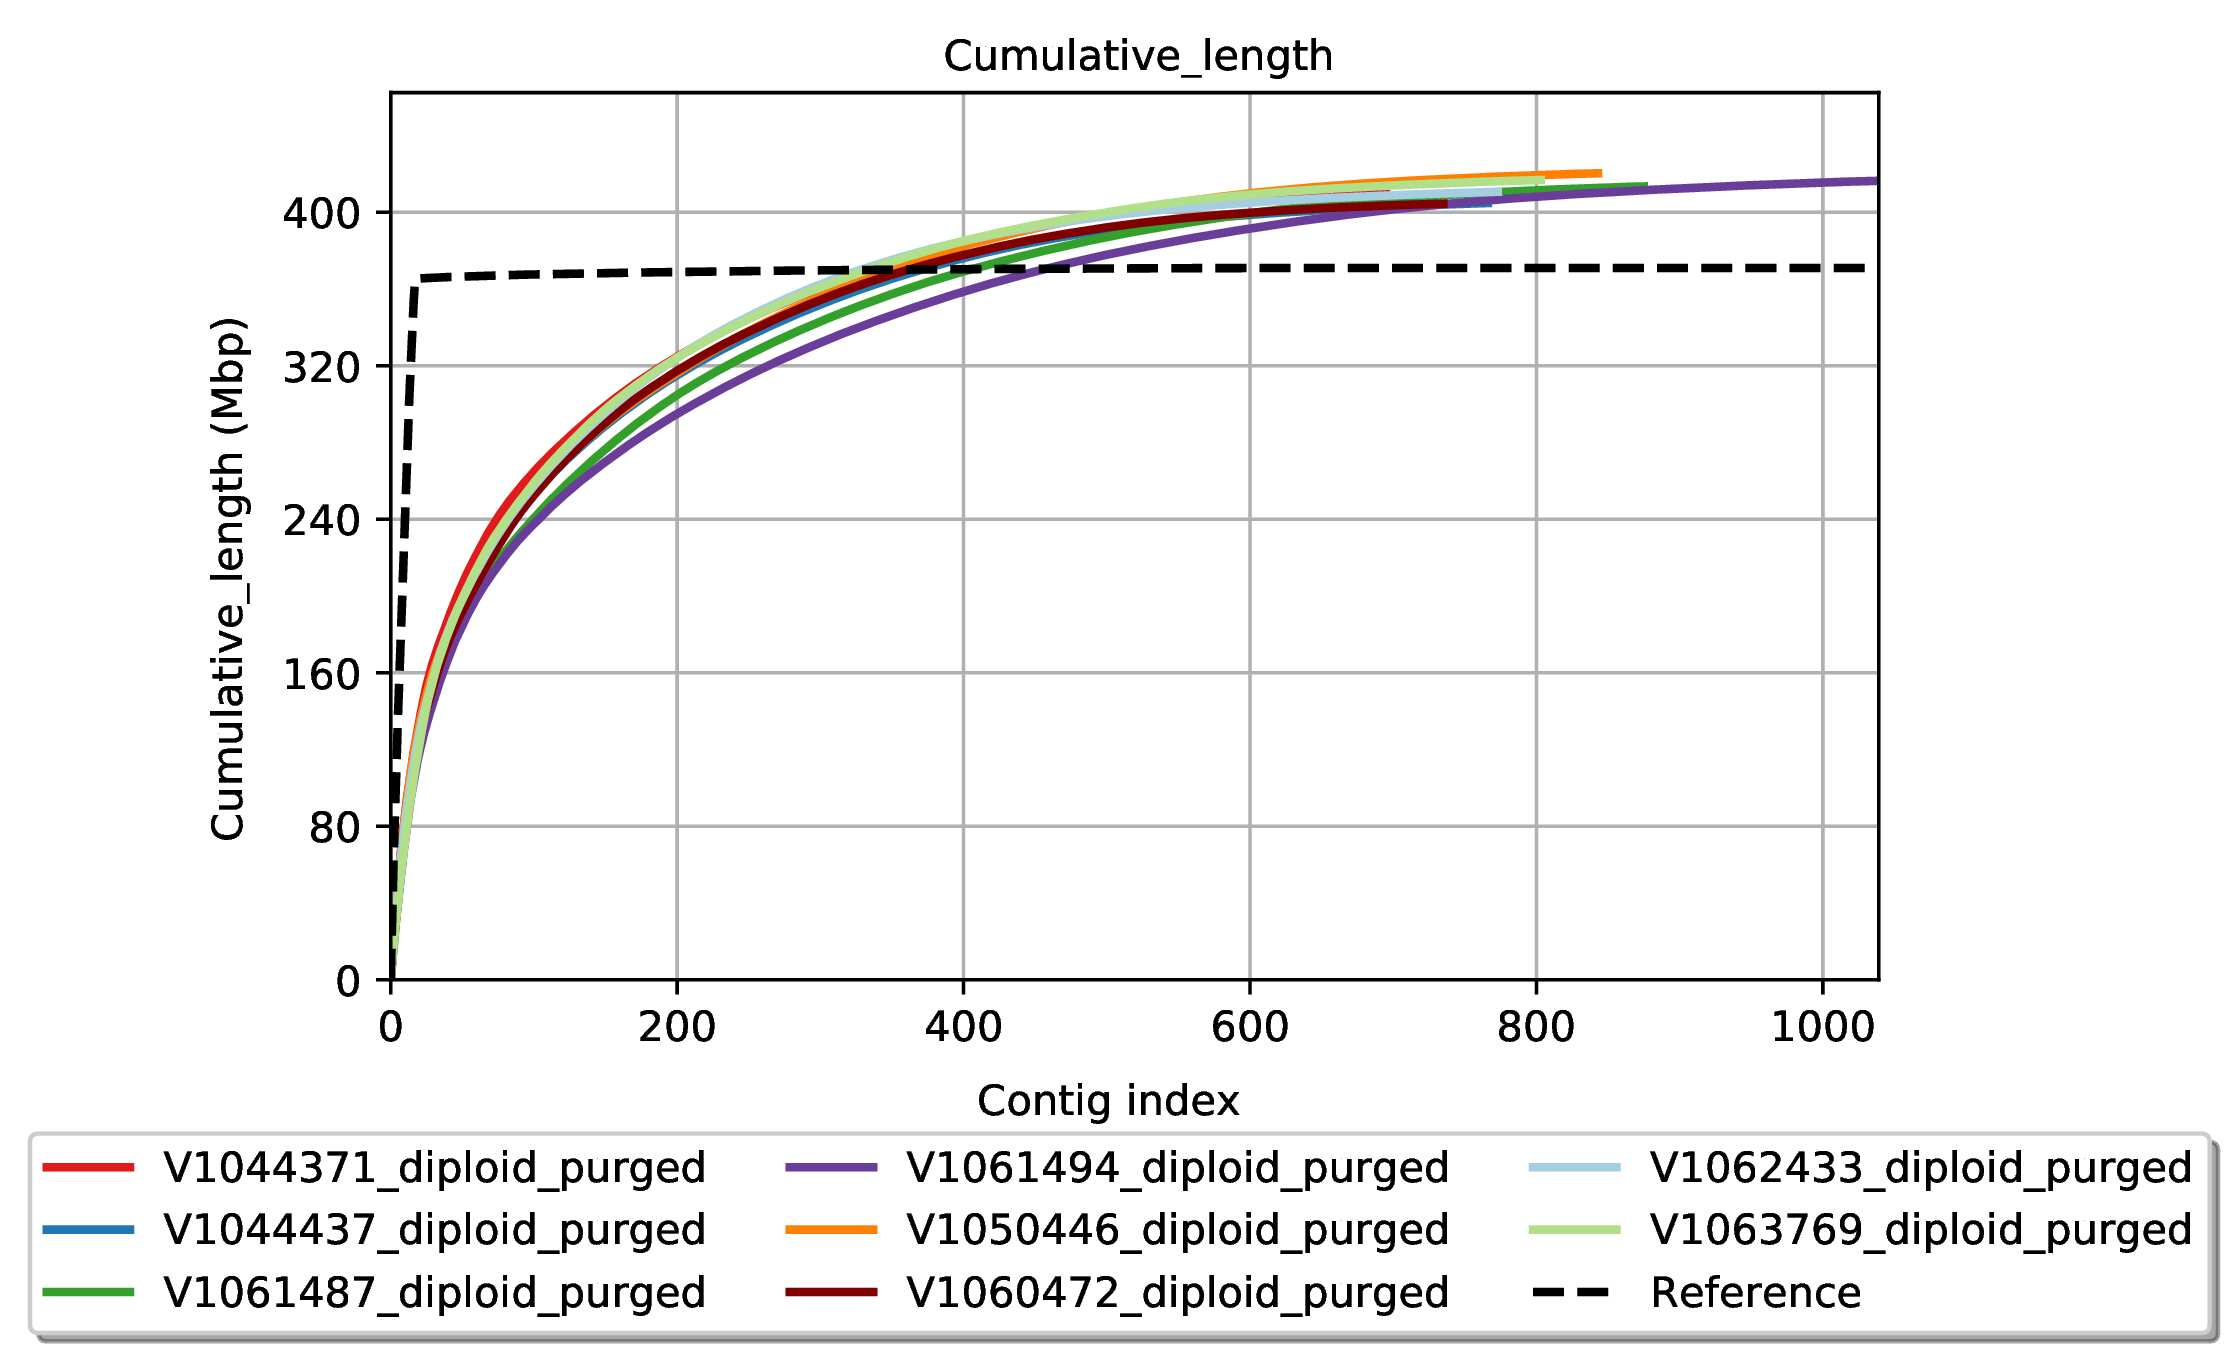 Cumulative_length
Cumulative_length (Mbp)
400
320
240
160
80
0
0 200 400 600 800 1000
Contig index
V1044371_diploid_purged V1061494_diploid_purged V1062433_diploid_purged
V1044437_diploid_purged V1050446_diploid_purged V1063769_diploid_purged
V1061487_diploid_purged V1060472_diploid_purged Reference